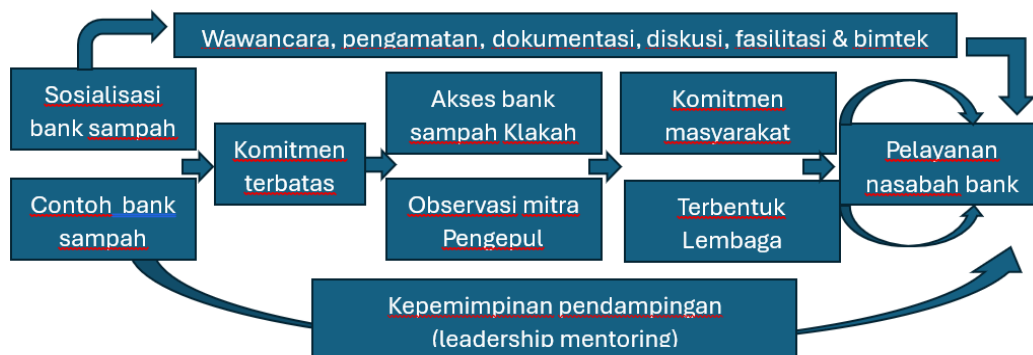 Wawancara, pengamatan, dokumentasi, diskusi, fasilitasi & bimtek
Sosialisasi
bank sampah
Contoh bank
sampah
Komitmen
terbatas
Akses bank
sampah Klakah
Observasi mitra
Pengepul
Komitmen
masyarakat
Terbentuk
Lembaga
Pelayanan
nasabah bank
Kepemimpinan pendampingan
(leadership mentoring)